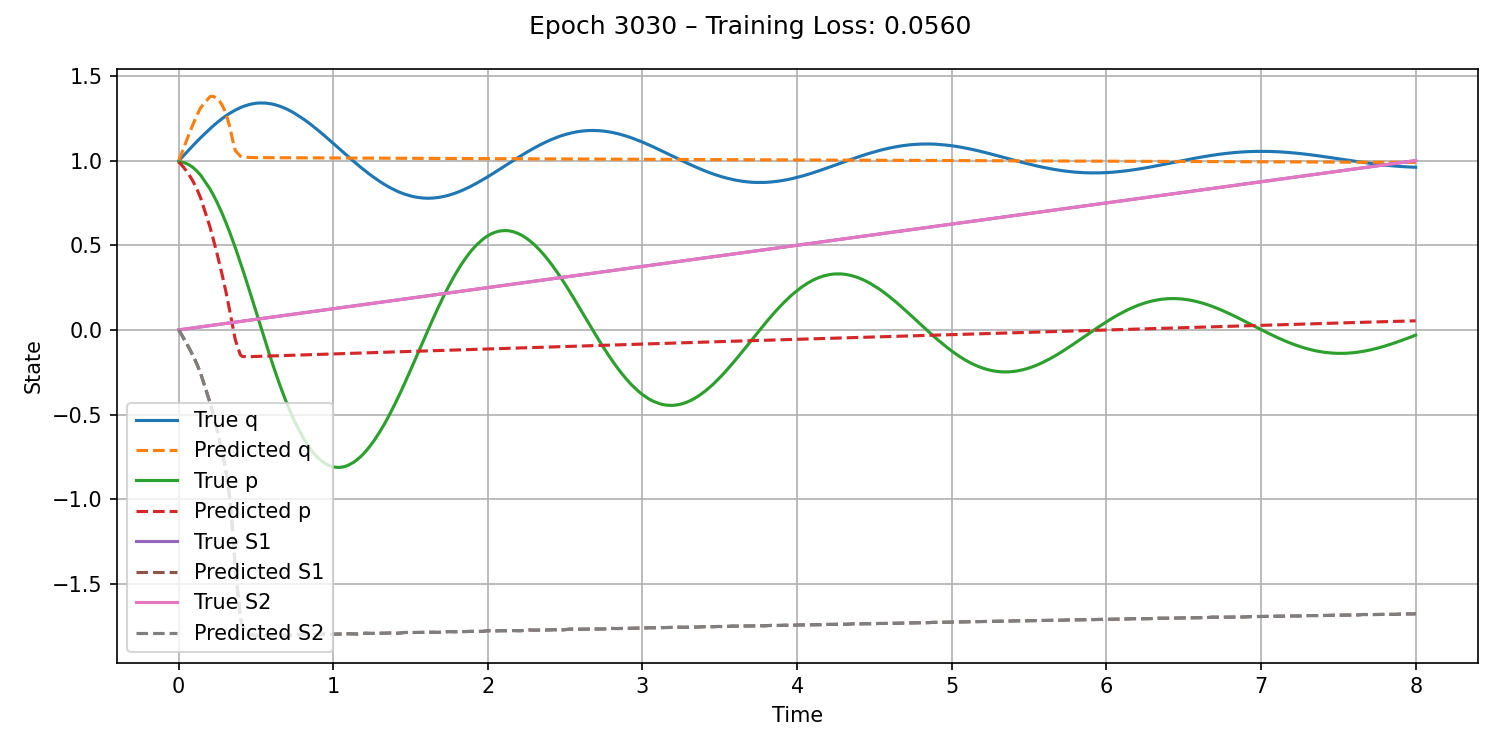 Epoch 3030 – Training Loss: 0.0560
1.5
1.0
0.5
0.0
−0.5
−1.0
−1.5
State
True q
Predicted q
True p
Predicted p
True S1
Predicted S1
True S2
Predicted S2
0 1 2 3 4 5 6 7 8
Time